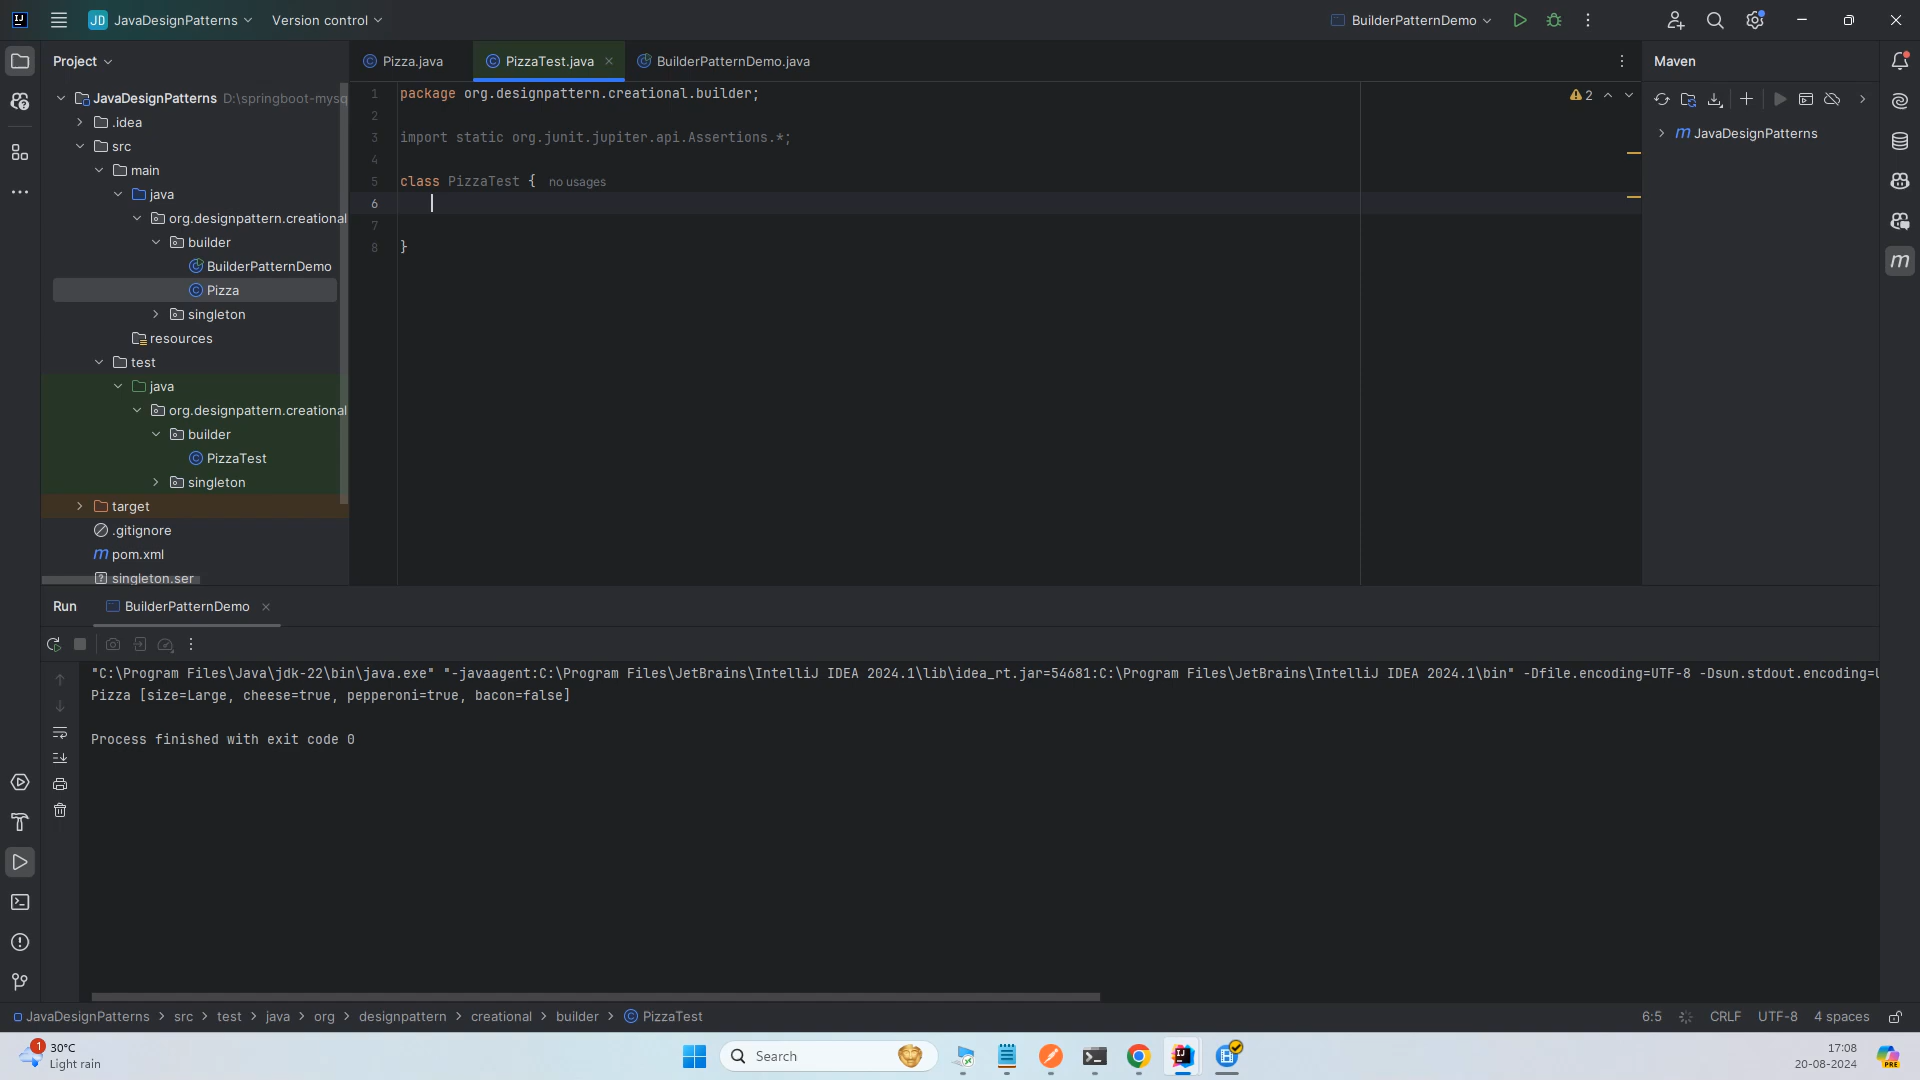 JD JavaDesignPatterns Version control BuilderPatternDemo
Project Pizza.java PizzaTest.java BuilderPatternDemo.java Maven
JavaDesignPatterns D:\springboot-mysq
.idea
src
main
java
org.designpattern.creational
builder
BuilderPatternDemo
Pizza
singleton
resources
test
java
org.designpattern.creational
builder
PizzaTest
singleton
target
.gitignore
pom.xml
singleton.ser
1 package org.designpattern.creational.builder;
2
3 import static org.junit.jupiter.api.Assertions.*;
4
5 class PizzaTest { no usages
6
7
8 }
2
JavaDesignPatterns
Run BuilderPatternDemo
"C:\Program Files\Java\jdk-22\bin\java.exe" "-javaagent:C:\Program Files\JetBrains\IntelliJ IDEA 2024.1\lib\idea_rt.jar=54681:C:\Program Files\JetBrains\IntelliJ IDEA 2024.1\bin" -Dfile.encoding=UTF-8 -Dsun.stdout.encoding=
Pizza [size=Large, cheese=true, pepperoni=true, bacon=false]
Process finished with exit code 0
JavaDesignPatterns > src > test > java > org > designpattern > creational > builder > PizzaTest 6:5 CRLF UTF-8 4 spaces
1 30°C
Light rain
Search
17:08
20-08-2024
PRE